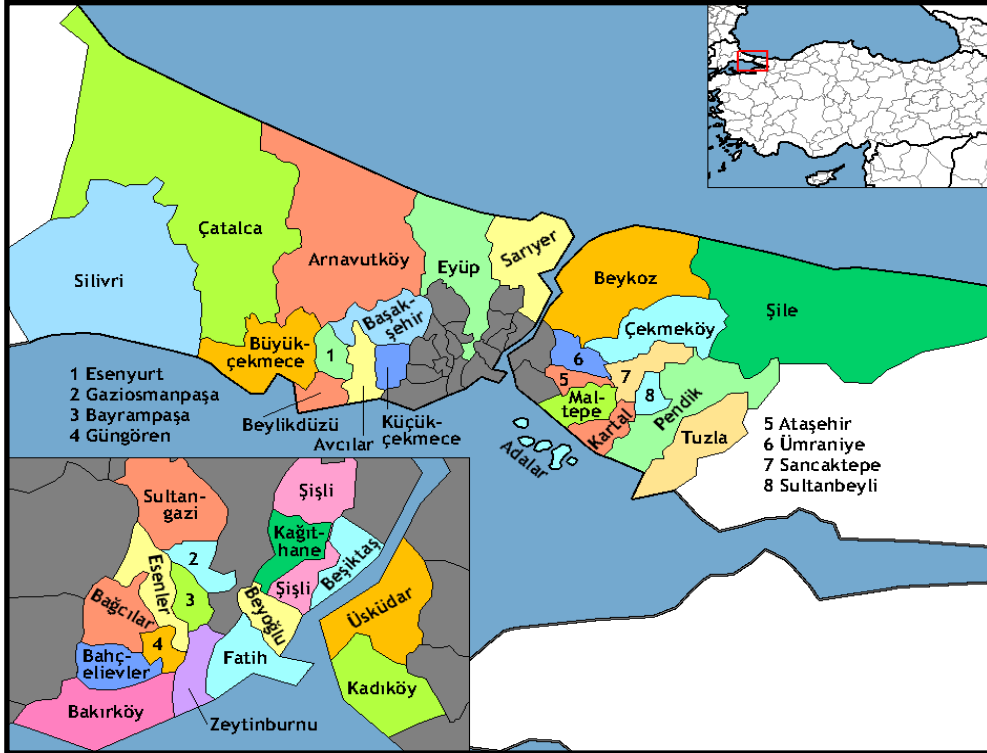 Silivri
Çatalca
Arnavutköy
Eyüp
Sarıyer
Beykoz
Şile
Çekmeköy
Başak-
şehir
Büyük-
çekmece
1
6
5
7
8
Mal-
tepe
Kartal
Pendik
Tuzla
Beylikdüzü
Avcılar
Küçük-
çekmece
Adalar
1 Esenyurt
2 Gaziosmanpaşa
3 Bayrampaşa
4 Güngören
5 Ataşehir
6 Ümraniye
7 Sancaktepe
8 Sultanbeyli
Sultan-
gazi
Şişli
Kağıt-
hane
Beşiktaş
2
Esenler
3
Şişli
Beyoğlu
Üsküdar
Bağcılar
4
Bahç-
elievler
Fatih
Kadıköy
Bakırköy
Zeytinburnu